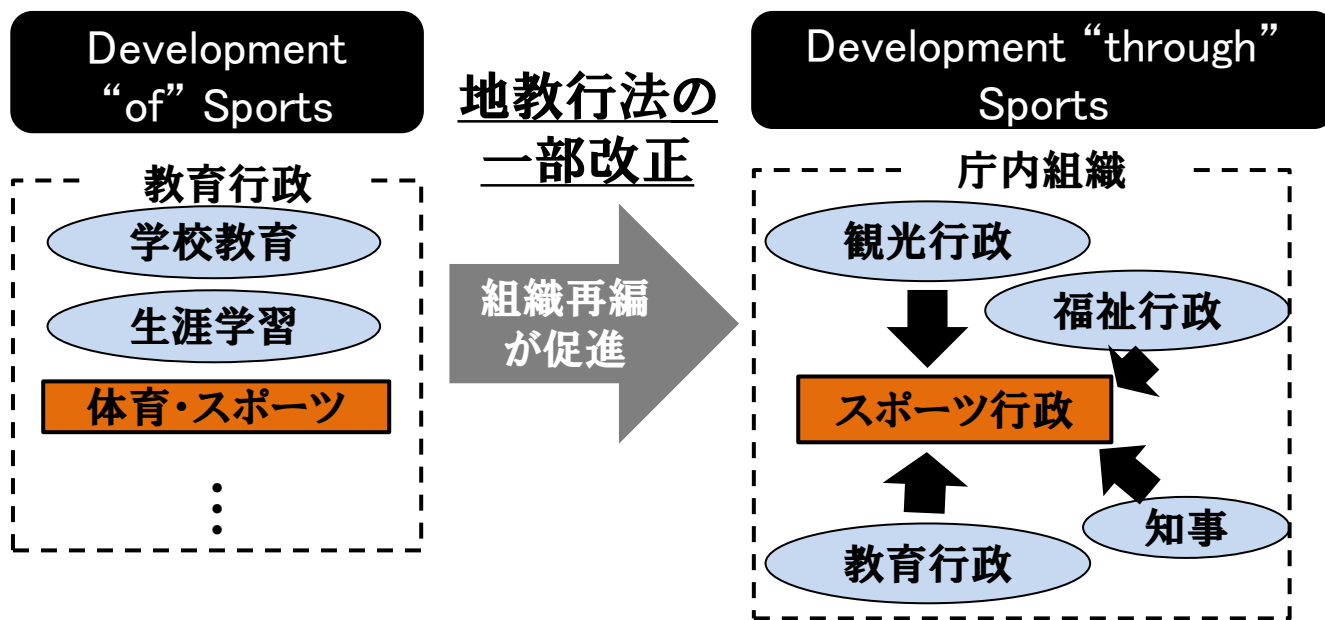 Development
“of” Sports
教育行政
学校教育
生涯学習
体育・スポーツ
⋮
地教行法の
一部改正
組織再編
が促進
Development “through”
Sports
庁内組織
観光行政
福祉行政
スポーツ行政
知事
教育行政